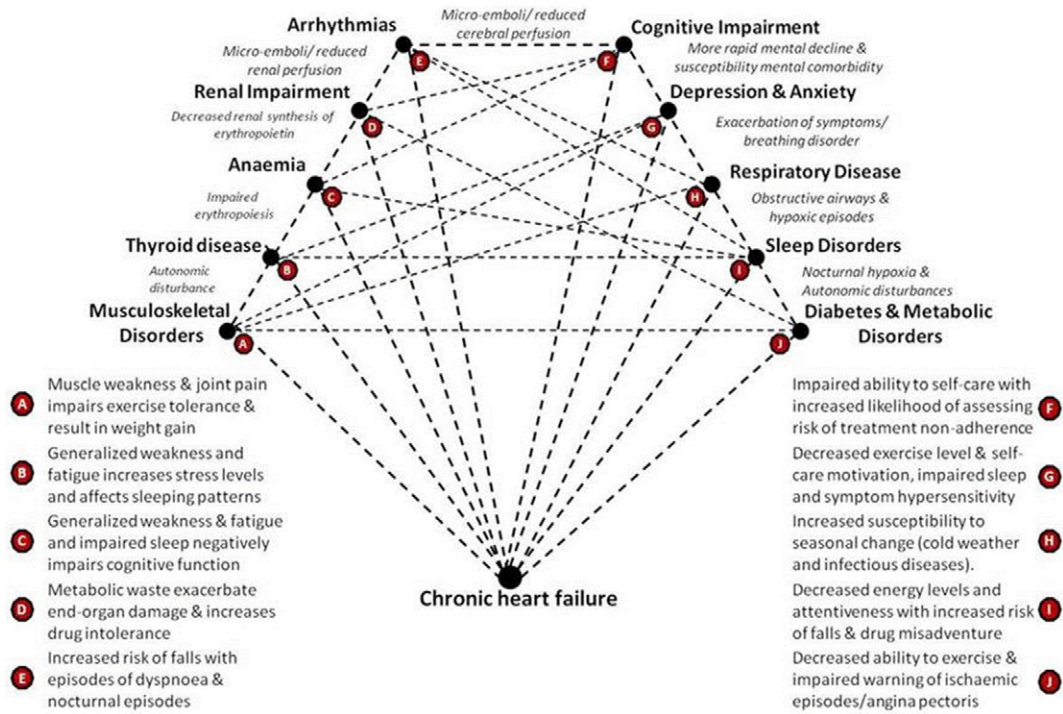 Arrhythmias
Micro-emboli/ reduced
cerebral perfusion
Cognitive Impairment
Micro-emboli/ reduced
renal perfusion
E
F
More rapid mental decline &
susceptibility mental comorbidity
Renal Impairment
Depression & Anxiety
Decreased renal synthesis of
erythropoietin
D
G
Exacerbation of symptoms/
breathing disorder
Anaemia
Respiratory Disease
Impaired
erythropoiesis
C
H
Obstructive airways &
hypoxic episodes
Thyroid disease
Sleep Disorders
Autonomic
disturbance
B
I
Nocturnal hypoxia &
Autonomic disturbances
Musculoskeletal
Disorders
Diabetes & Metabolic
Disorders
A
J
A
Muscle weakness & joint pain
impairs exercise tolerance &
result in weight gain
B
Generalized weakness and
fatigue increases stress levels
and affects sleeping patterns
C
Generalized weakness & fatigue
and impaired sleep negatively
impairs cognitive function
D
Metabolic waste exacerbate
end-organ damage & increases
drug intolerance
E
Increased risk of falls with
episodes of dyspnoea &
nocturnal episodes
Chronic heart failure
Impaired ability to self-care with
increased likelihood of assessing
risk of treatment non-adherence
F
Decreased exercise level & self-
care motivation, impaired sleep
and symptom hypersensitivity
G
Increased susceptibility to
seasonal change (cold weather
and infectious diseases).
H
Decreased energy levels and
attentiveness with increased risk
of falls & drug misadventure
I
Decreased ability to exercise &
impaired warning of ischaemic
episodes/angina pectoris
J